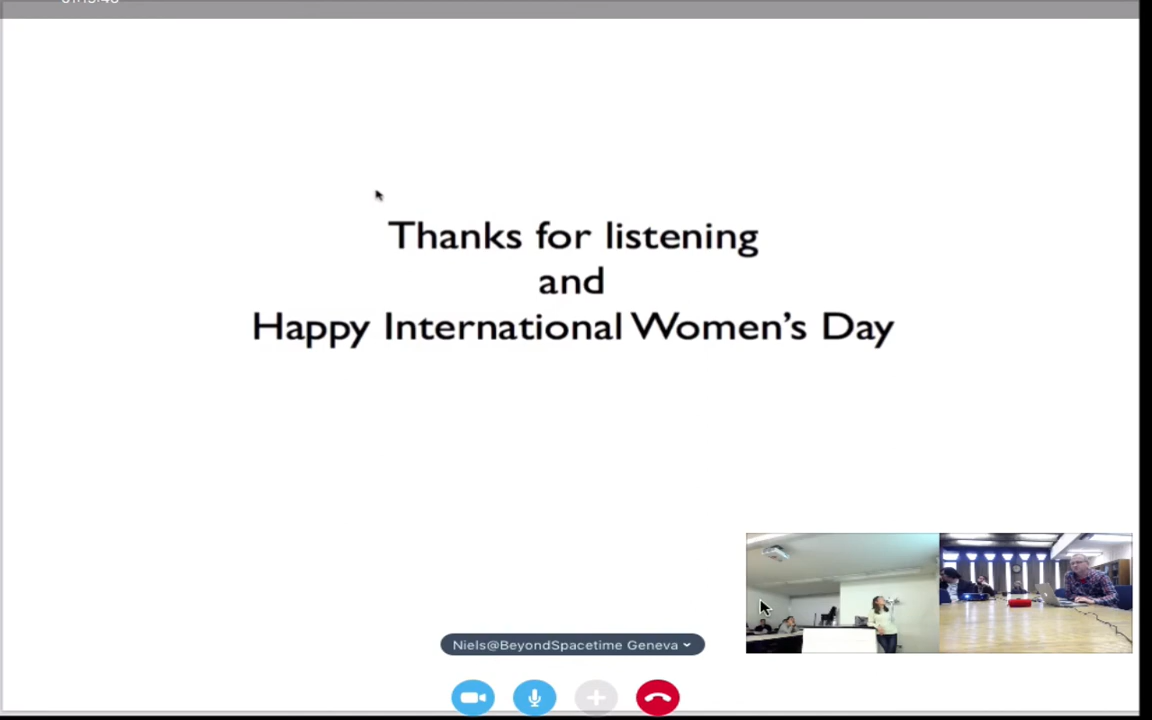 Thanks for listening
and
Happy International Women's Day
Niels@BeyondSpacetime Geneva